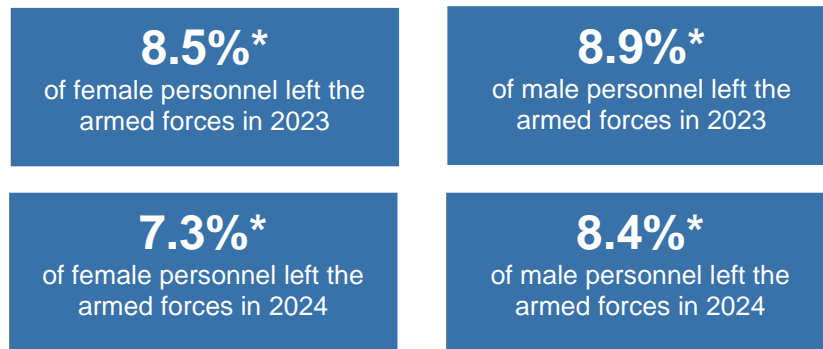 8.5%*
of female personnel left the
armed forces in 2023
8.9%*
of male personnel left the
armed forces in 2023
7.3%*
of female personnel left the
armed forces in 2024
8.4%*
of male personnel left the
armed forces in 2024